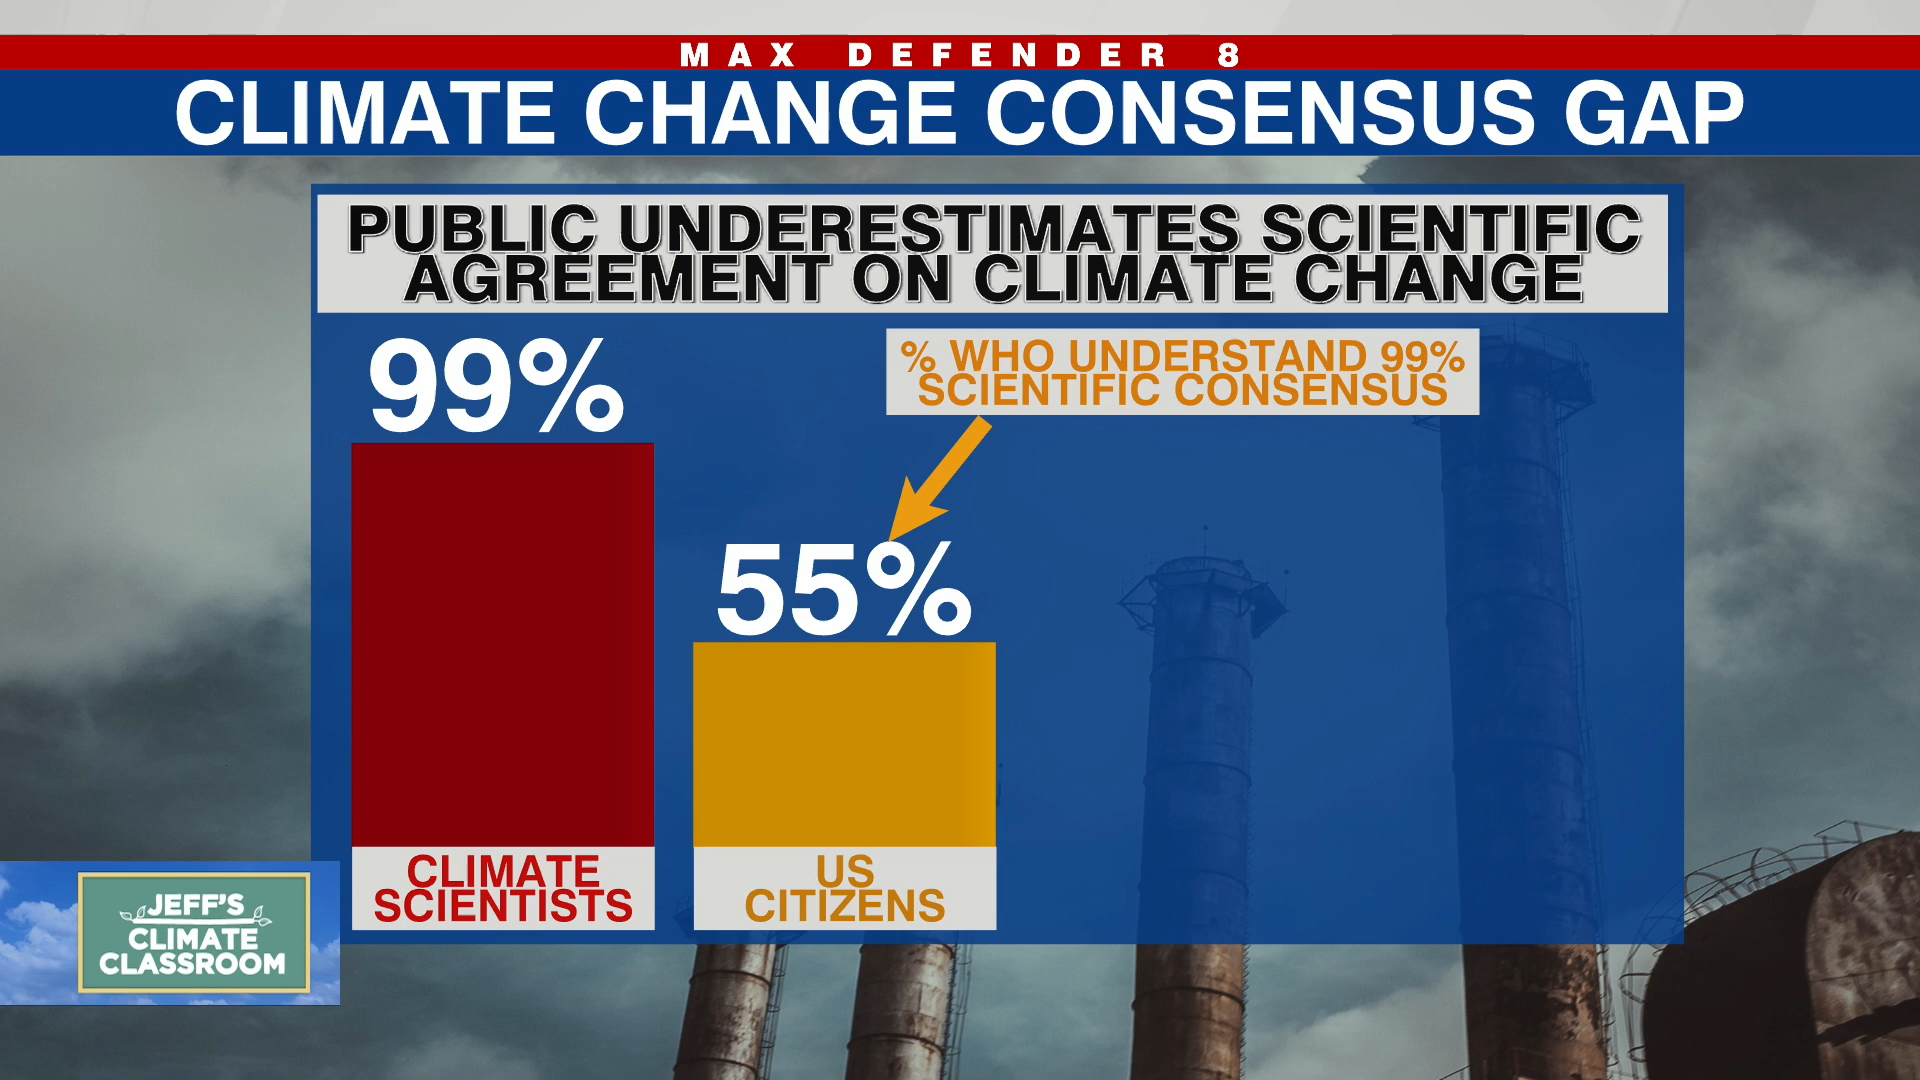 MAX DEFENDER 8
CLIMATE CHANGE CONSENSUS GAP
PUBLIC UNDERESTIMATES SCIENTIFIC
AGREEMENT ON CLIMATE CHANGE
99%
% WHO UNDERSTAND 99%
SCIENTIFIC CONSENSUS
55%
CLIMATE
SCIENTISTS
US
CITIZENS
JEFF'S
CLIMATE
CLASSROOM